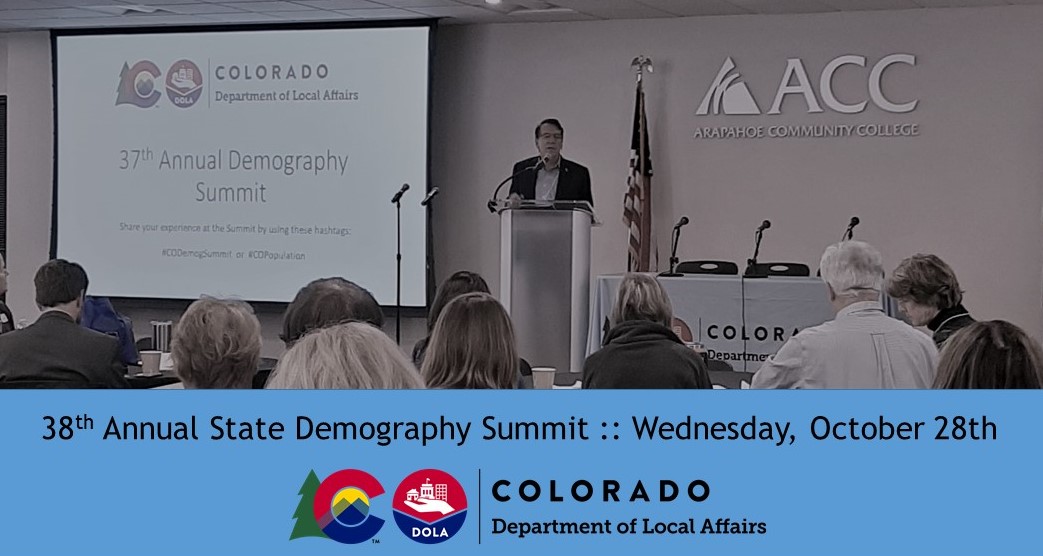 COLORADO
DOLA
Department of Local Affairs
37th Annual Demography
Summit
Share your experience at the Summit by using these hashtags:
#CODemogSummit or #COPopulation
ACC
ARAPAHOE COMMUNITY COLLEGE
COLORA
Departme
38th Annual State Demography Summit :: Wednesday, October 28th
COLORADO
DOLA
Department of Local Affairs
TM